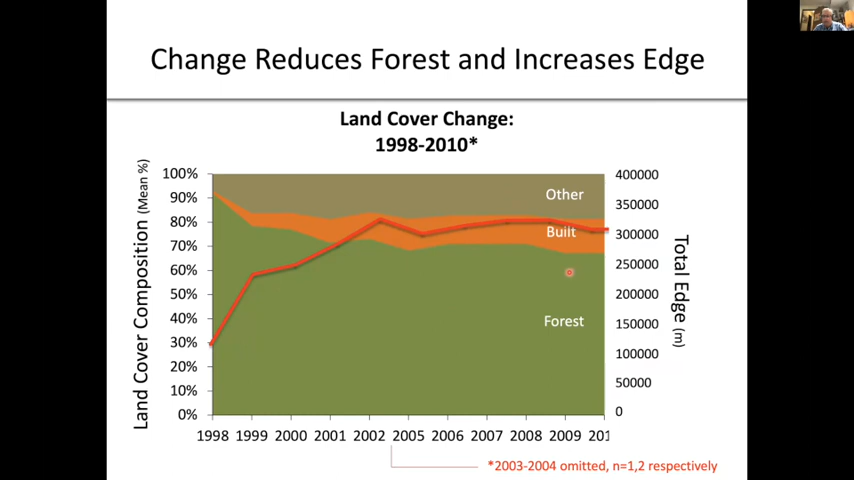 Change Reduces Forest and Increases Edge
Land Cover Change:
1998-2010*
Land Cover Composition (Mean %)
100%
90%
80%
70%
60%
50%
40%
30%
20%
10%
0%
Other
Built
Forest
400000
350000
300000
250000
200000
150000
100000
50000
0
Total Edge (m)
1998 1999 2000 2001 2002 2005 2006 2007 2008 2009 201
*2003-2004 omitted, n=1,2 respectively